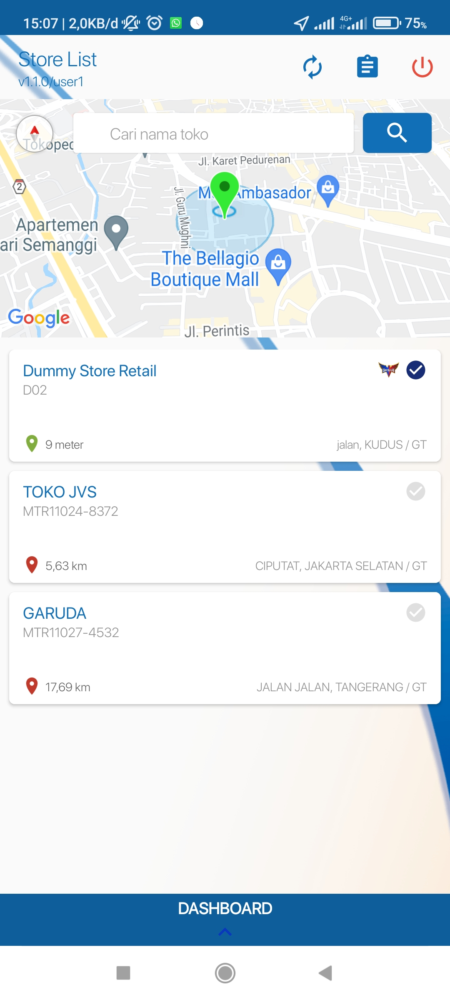 15:07 | 2,0KB/d
4G+
75%
Store List
v1.1.0/user1
Cari nama toko
Tokoped
Jl. Karet Pedurenan
2
Ambasador
Jl. Guru Mughni
Apartemen
ari Semanggi
The Bellagio
Boutique Mall
Google
Jl. Perintis
Dummy Store Retail
D02
9 meter
jalan, KUDUS / GT
TOKO JVS
MTR11024-8372
5,63 km
CIPUTAT, JAKARTA SELATAN / GT
GARUDA
MTR11027-4532
17,69 km
JALAN JALAN, TANGERANG / GT
DASHBOARD